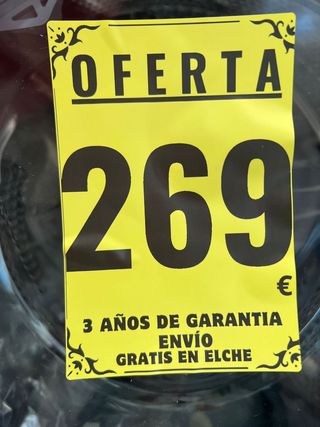 OFERTA
269
€
3 AÑOS DE GARANTIA
ENVÍO
GRATIS EN ELCHE